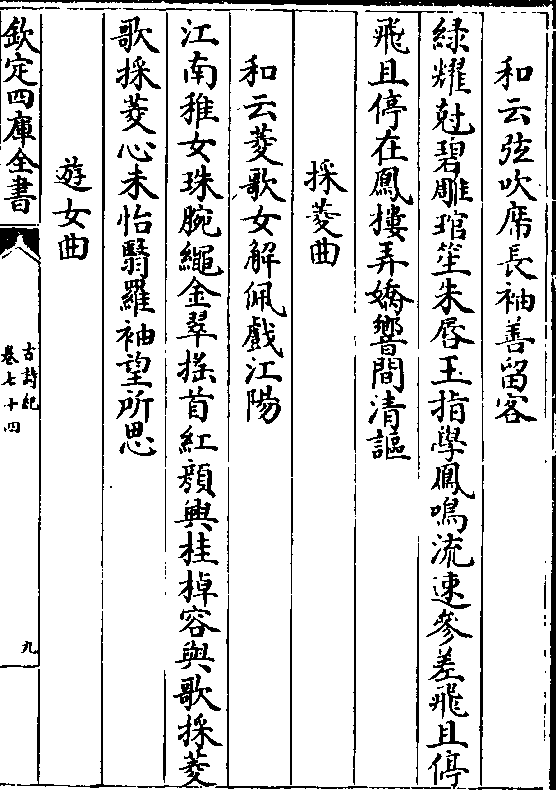 和云弦吹席長袖善留客
綠耀尅碧雕琯笙朱唇玉指學鳳鳴流速參差飛且停
飛且停在鳳樓弄嬌響間清謳
採菱曲
和云菱歌女解佩戲江陽
江南稚女珠腕繩金翠搖首紅顔興桂棹容與歌採菱
歌採菱心未怡翳羅袖望所思
遊女曲
欽定四庫全書
古詩紀
卷七十四
九